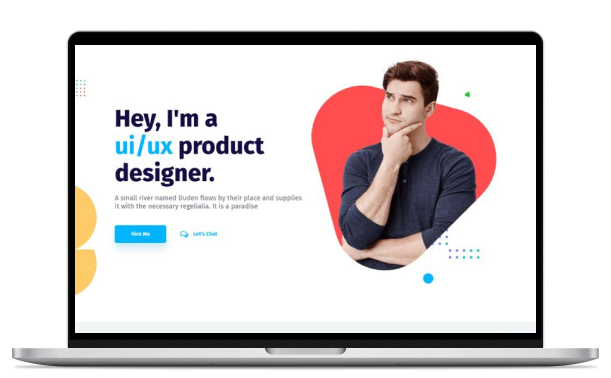 Hey, I'm a
ui/ux product
designer.
A small river named Duden flows by their place and supplies
it with the necessary regelialia. It is a paradise
Hire Me
Let's Chat